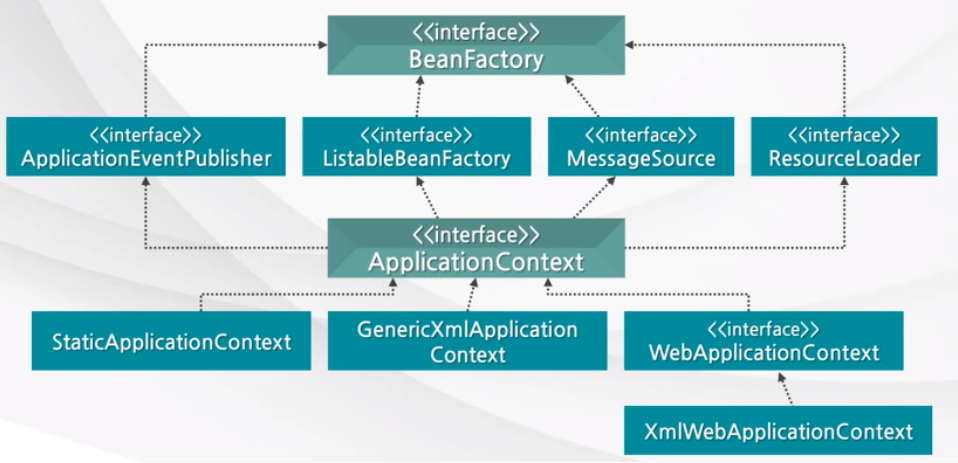 <<interface>>
BeanFactory
<<interface>>
ApplicationEventPublisher
<<interface>>
ListableBeanFactory
<<interface>>
MessageSource
<<interface>>
ResourceLoader
<<interface>>
ApplicationContext
StaticApplicationContext
GenericXmlApplication
Context
<<interface>>
WebApplicationContext
XmlWebApplicationContext